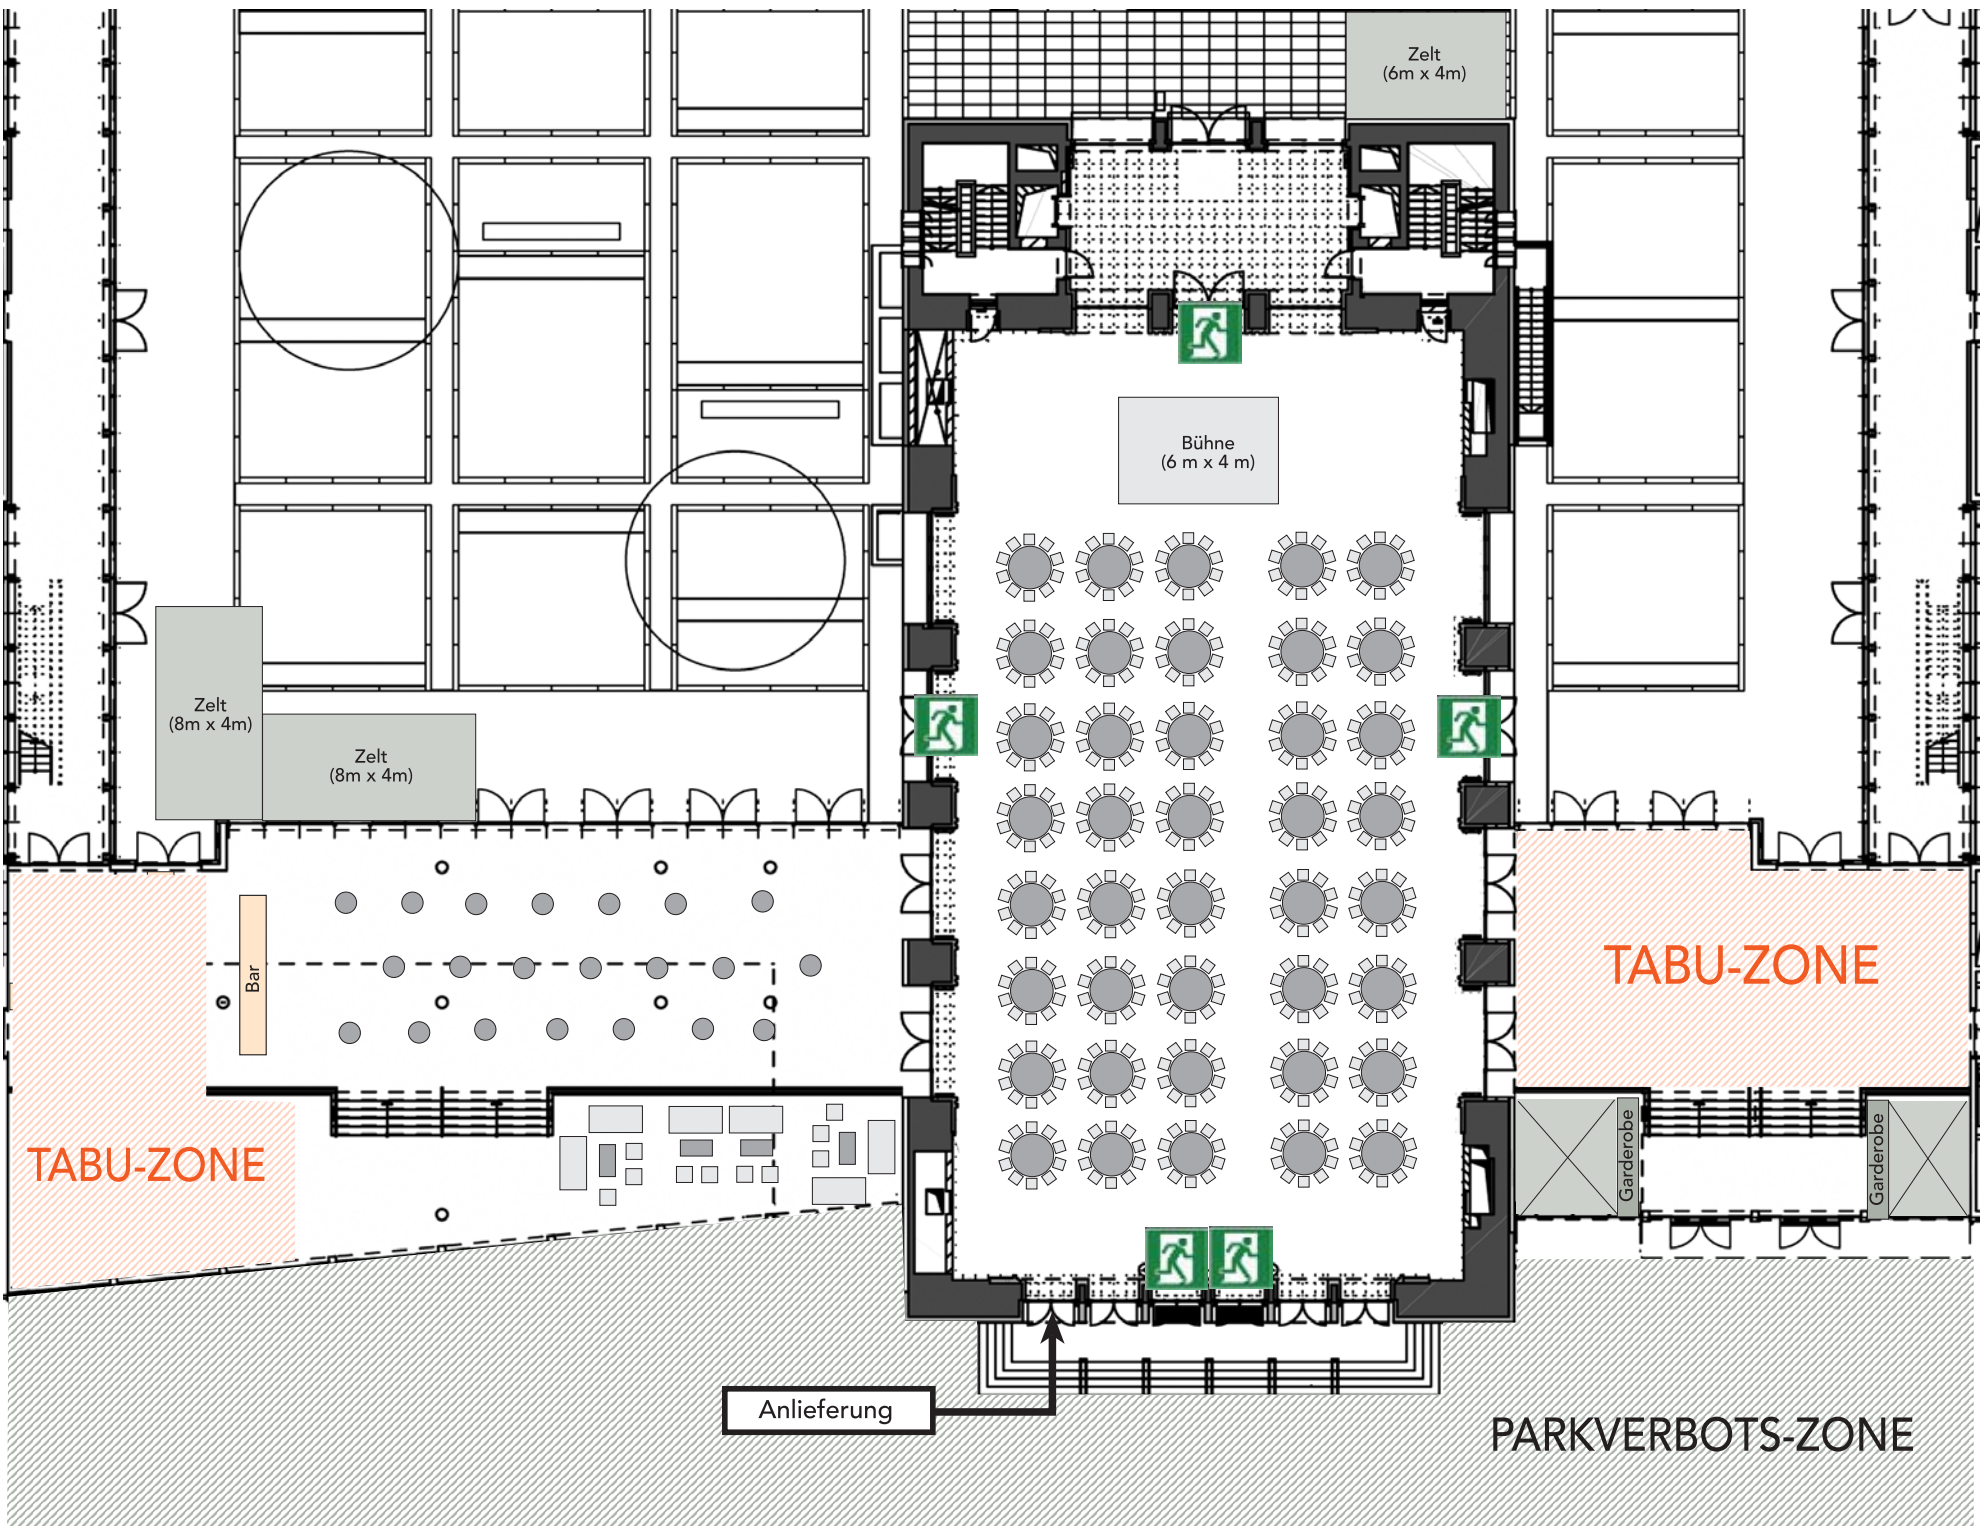 Zelt
(6m x 4m)
Bühne
(6 m x 4 m)
Zelt
(8m x 4m)
Zelt
(8m x 4m)
Bar
TABU-ZONE
TABU-ZONE
Garderobe
Garderobe
Anlieferung
PARKVERBOTS-ZONE